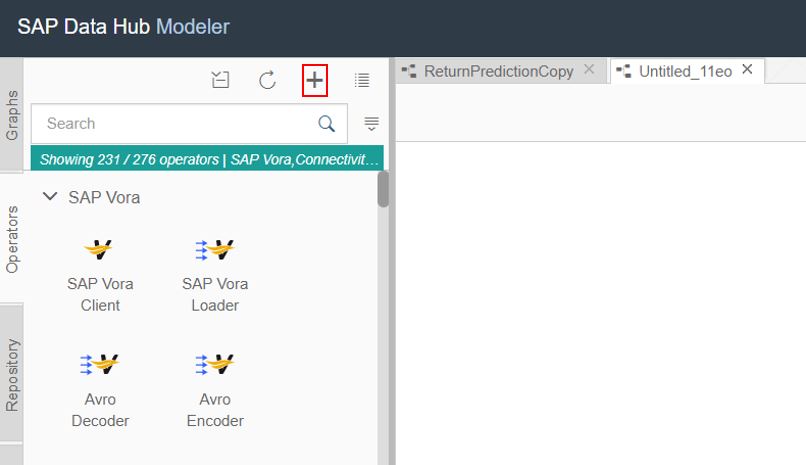 SAP Data Hub Modeler
Graphs
Operators
Repository
Search
Showing 231 / 276 operators | SAP Vora,Connectivit…
SAP Vora
SAP Vora
Client
SAP Vora
Loader
Avro
Decoder
Avro
Encoder
ReturnPredictionCopy
Untitled_11eo